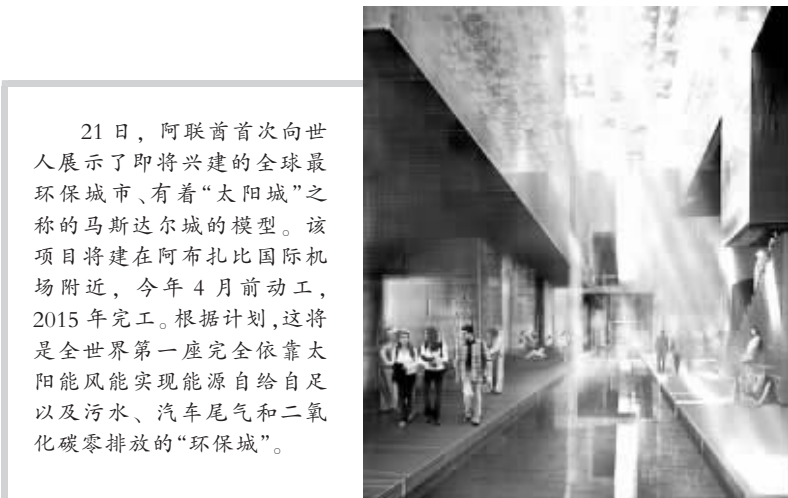 21 日，阿联酋首次向世
人展示了即将兴建的全球最
环保城市、有着“太阳城”之
称的马斯达尔城的模型。该
项目将建在阿布扎比国际机
场附近，今年 4 月前动工，
2015 年完工。根据计划,这将
是全世界第一座完全依靠太
阳能风能实现能源自给自足
以及污水、汽车尾气和二氧
化碳零排放的“环保城”。